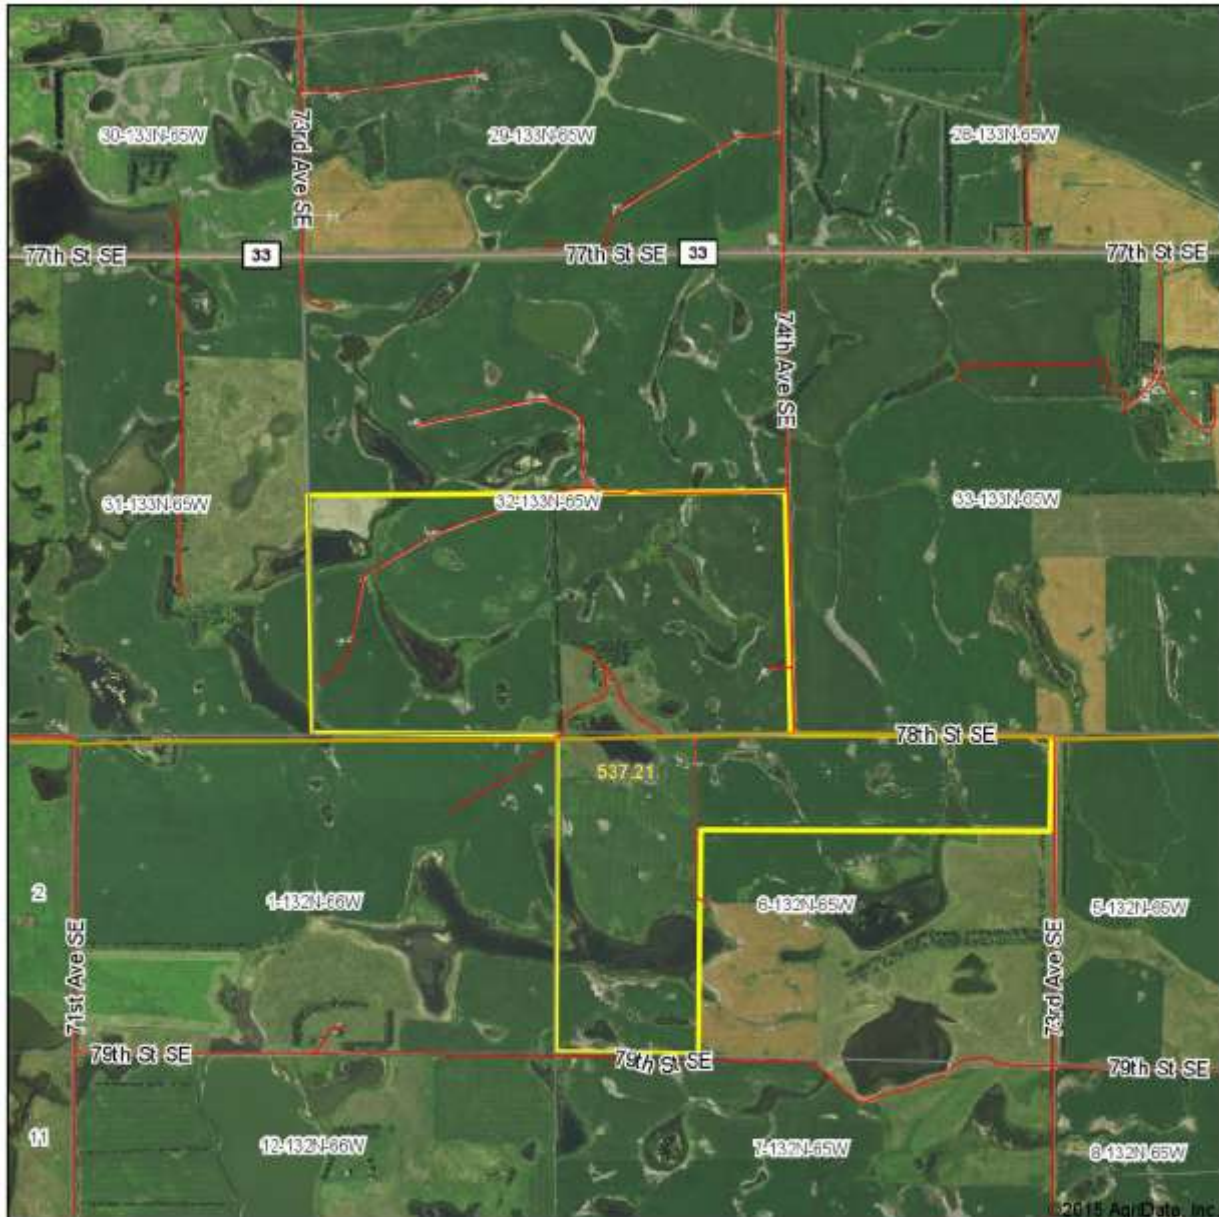 30-133N-65W
29-133N-65W
28-133N-65W
73rd Ave SE
77th St SE
33
77th St SE
33
77th St SE
74th Ave SE
31-133N-65W
32-133N-65W
33-133N-65W
78th St SE
537.21
2
1-132N-66W
6-132N-65W
5-132N-65W
71st Ave SE
73rd Ave SE
79th St SE
79th St SE
79th St SE
11
12-132N-66W
7-132N-65W
8-132N-65W
©2015 AgriData, Inc.